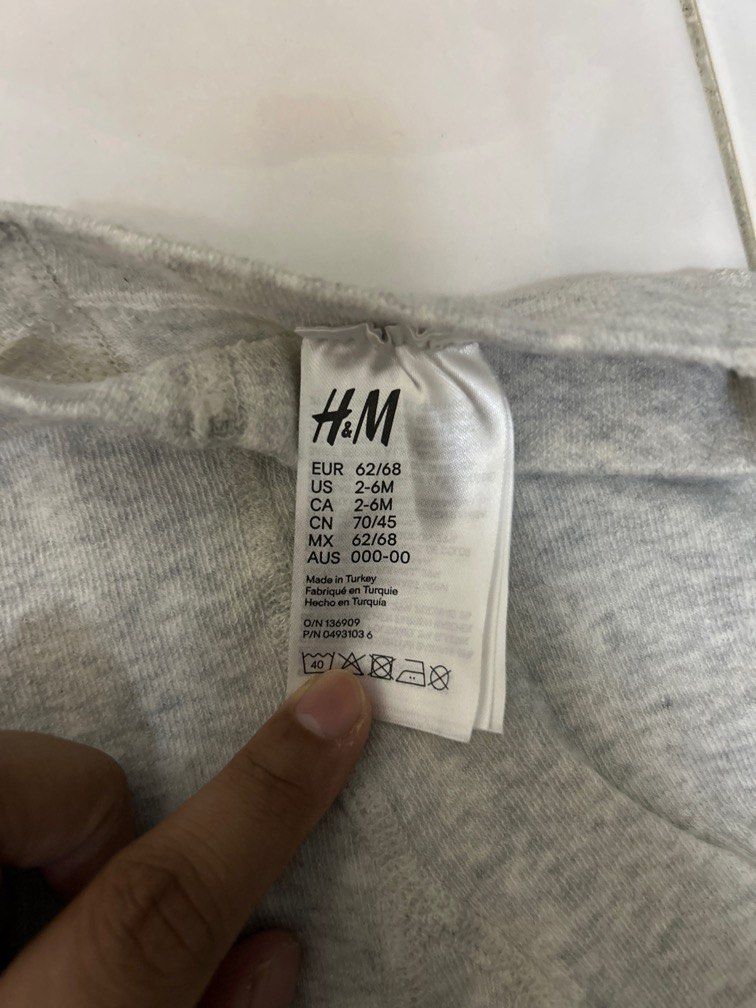 H&M
EUR 62/68
US 2-6M
CA 2-6M
CN 70/45
MX 62/68
AUS 000-00
Made in Turkey
Fabriqué en Turquie
Hecho en Turquía
O/N 136909
P/N 0493103 6
40